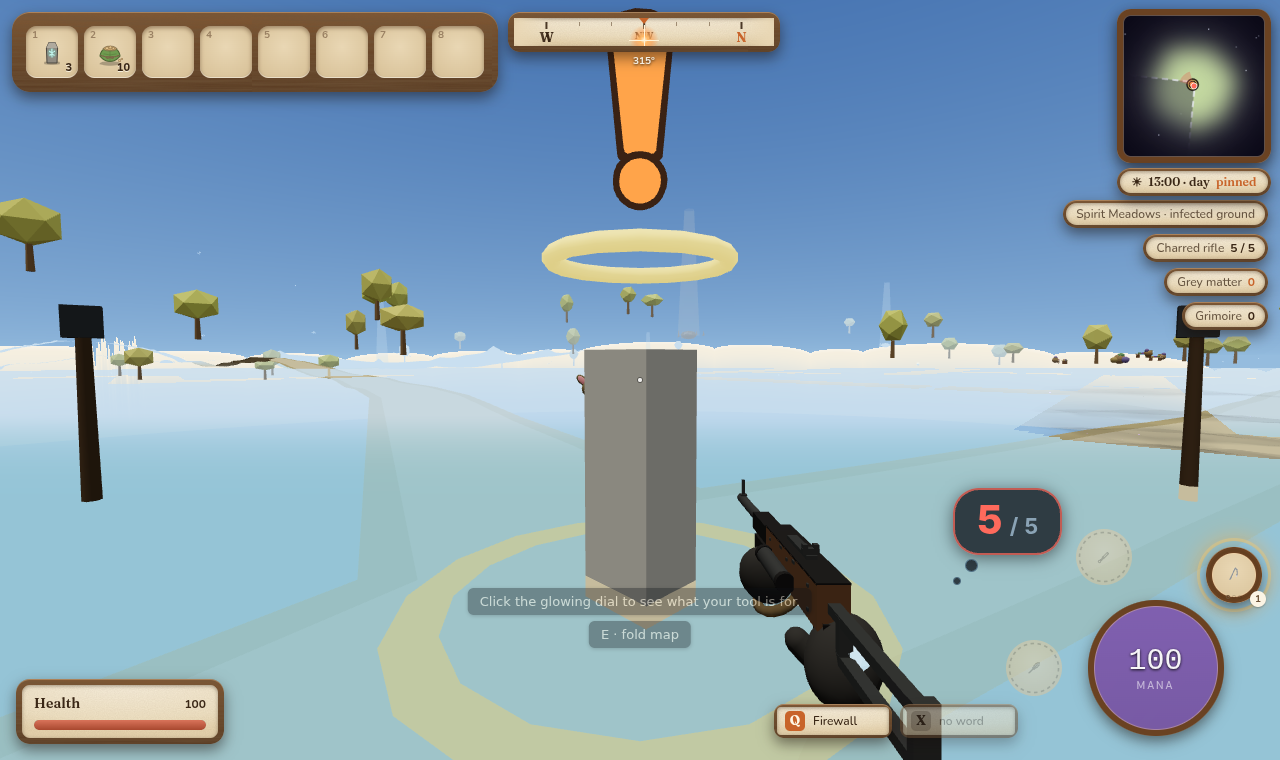 1
3
2
10
3
4
5
6
7
8
W
NW
N
315°
13:00 · day pinned
Spirit Meadows · infected ground
Charred rifle 5 / 5
Grey matter 0
Grimoire 0
5 / 5
1
Click the glowing dial to see what your tool is for
E · fold map
100
MANA
Health 100
Q Firewall
X no word